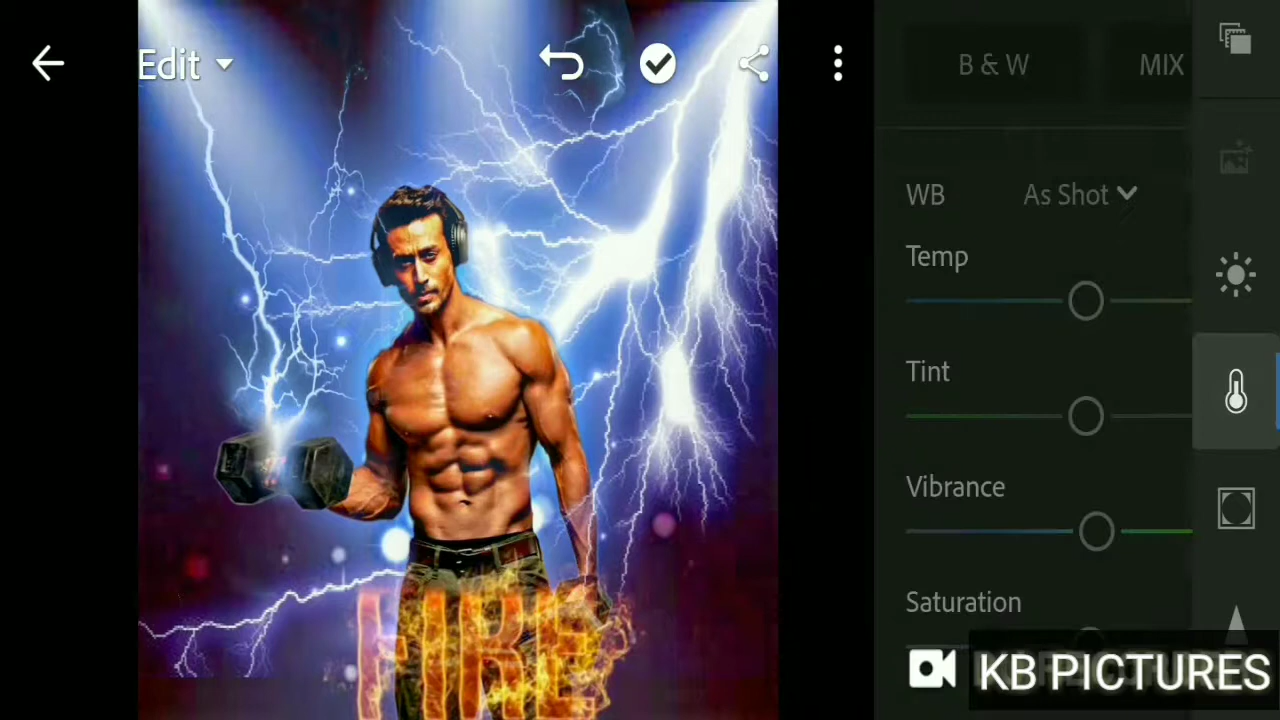 Edit
B & W
MIX
WB As Shot
Temp
Tint
Vibrance
Saturation
KB PICTURES
FIRE